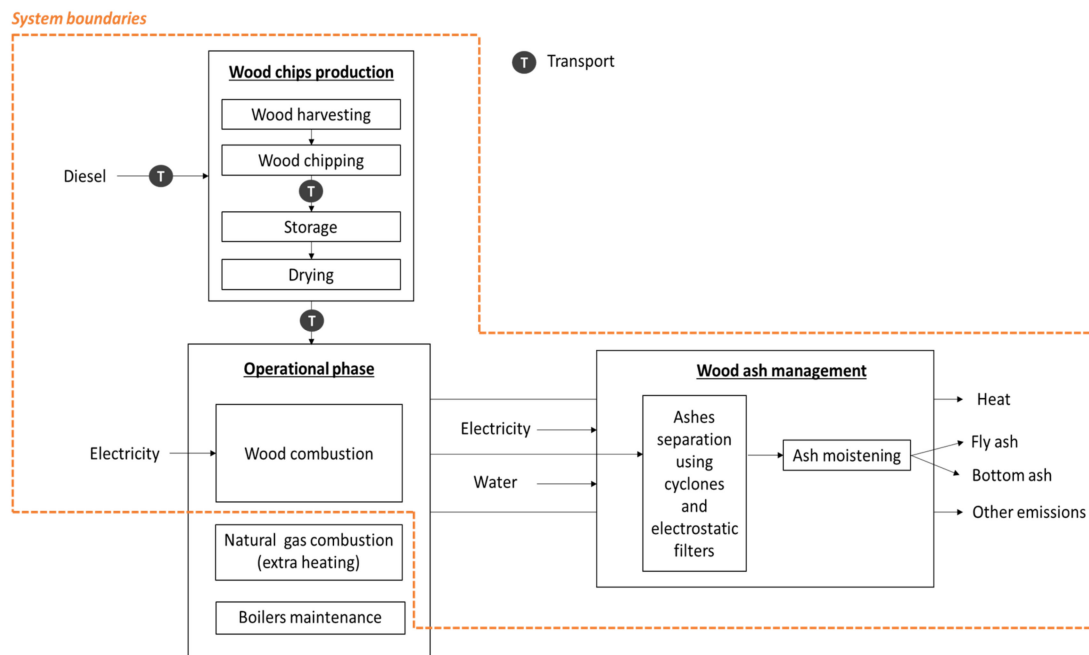 System boundaries
Wood chips production
T Transport
Wood harvesting
Wood chipping
Diesel
T
T
Storage
Drying
T
Operational phase
Wood ash management
Electricity
Wood combustion
Electricity
Water
Ashes
separation
using
cyclones
and
electrostatic
filters
Ash moistening
Heat
Fly ash
Bottom ash
Other emissions
Natural gas combustion
(extra heating)
Boilers maintenance